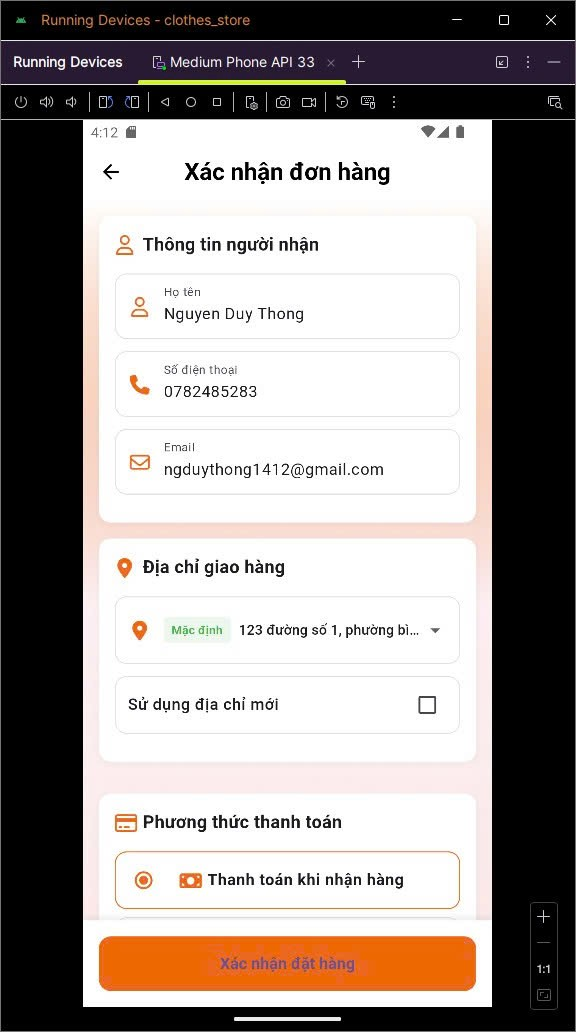 Running Devices - clothes_store
Running Devices
Medium Phone API 33
4:12
Xác nhận đơn hàng
Thông tin người nhận
Họ tên
Nguyen Duy Thong
Số điện thoại
0782485283
Email
ngduythong1412@gmail.com
Địa chỉ giao hàng
Mặc định 123 đường số 1, phường bì...
Sử dụng địa chỉ mới
Phương thức thanh toán
Thanh toán khi nhận hàng
Xác nhận đặt hàng
1:1